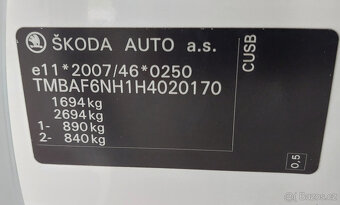 ŠKODA AUTO a.s.
e11*2007/46*0250
TMBAF6NH1H4020170
1694kg
2694kg
1- 890kg
2- 840kg
CUSB
0,5